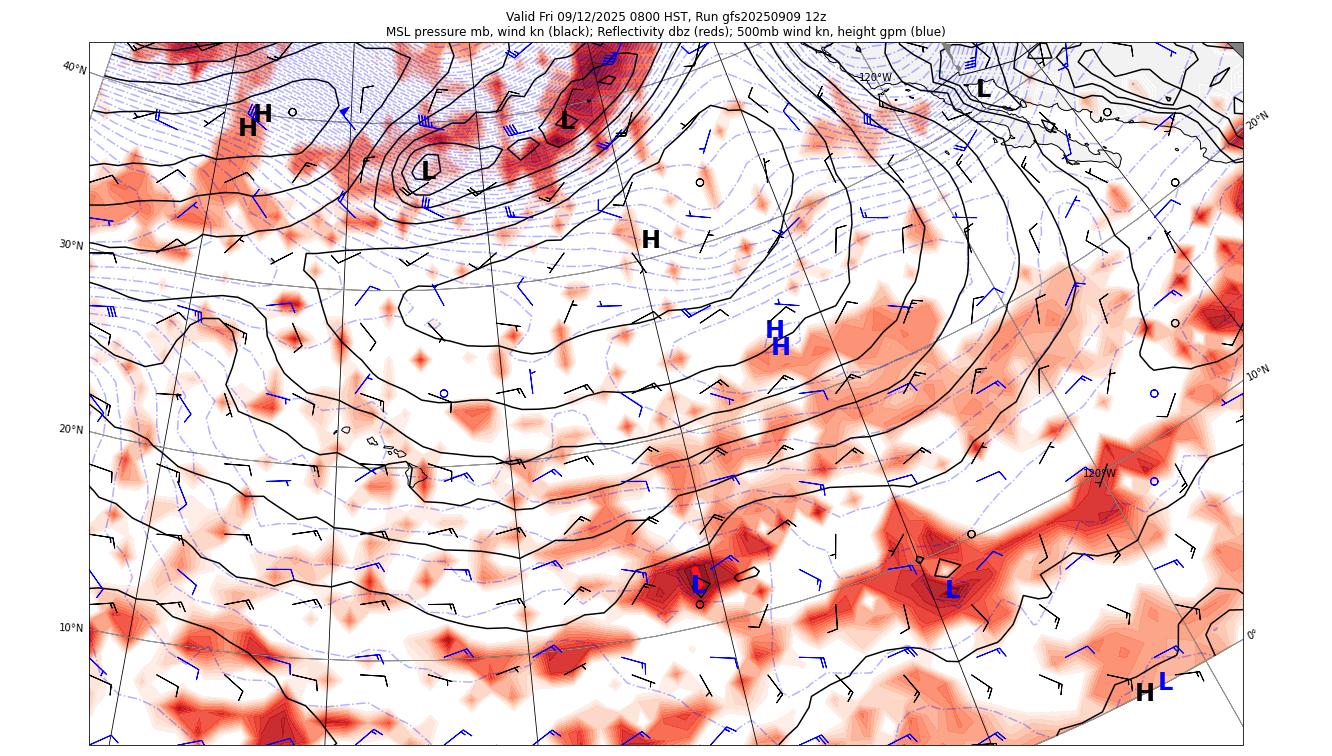 Valid Fri 09/12/2025 0800 HST, Run gfs20250909 12z
MSL pressure mb, wind kn (black); Reflectivity dbz (reds); 500mb wind kn, height gpm (blue)
40°N
120°W
L
H
H
L
20°N
L
30°N
H
H
H
10°N
20°N
120°W
L
L
10°N
0°
L
H